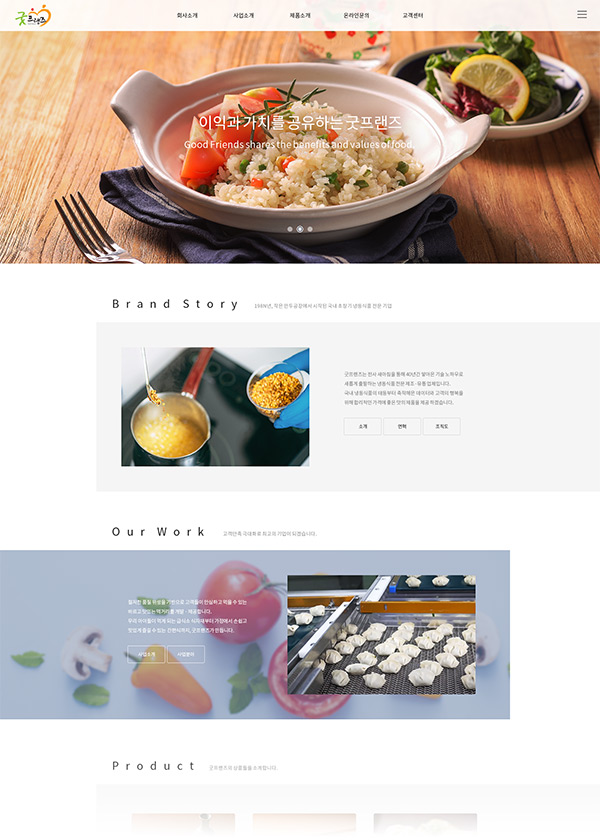 굿프랜즈
회사소개
사업소개
제품소개
온라인문의
고객센터
이익과 가치를 공유하는 굿프랜즈
Good Friends shares the benefits and values of food.
Brand Story
1980년, 작은 만두공장에서 시작된 국내 초창기 냉동식품 전문 기업
굿프랜즈는 전사 세아침을 통해 40년간 쌓아온 기술 노하우로
새롭게 출발하는 냉동식품 전문 제조·유통 업체입니다.
국내 냉동식품의 태동부터 축적해온 데이터와 고객의 행복을
위해 합리적인 가격에 좋은 맛의 제품을 제공하겠습니다.
소개
연혁
조직도
Our Work
고객만족 극대화로 최고의 기업이 되겠습니다.
철저한 품질 위생을 기반으로 고객들이 안심하고 먹을 수 있는
바르고 맛있는 먹거리를 개발·제공합니다.
우리 아이들이 먹게 되는 급식소 식자재부터 가정에서 손쉽고
맛있게 즐길 수 있는 간편식까지, 굿프랜즈가 만듭니다.
사업소개
사업분야
Product
굿프랜즈의 상품들을 소개합니다.